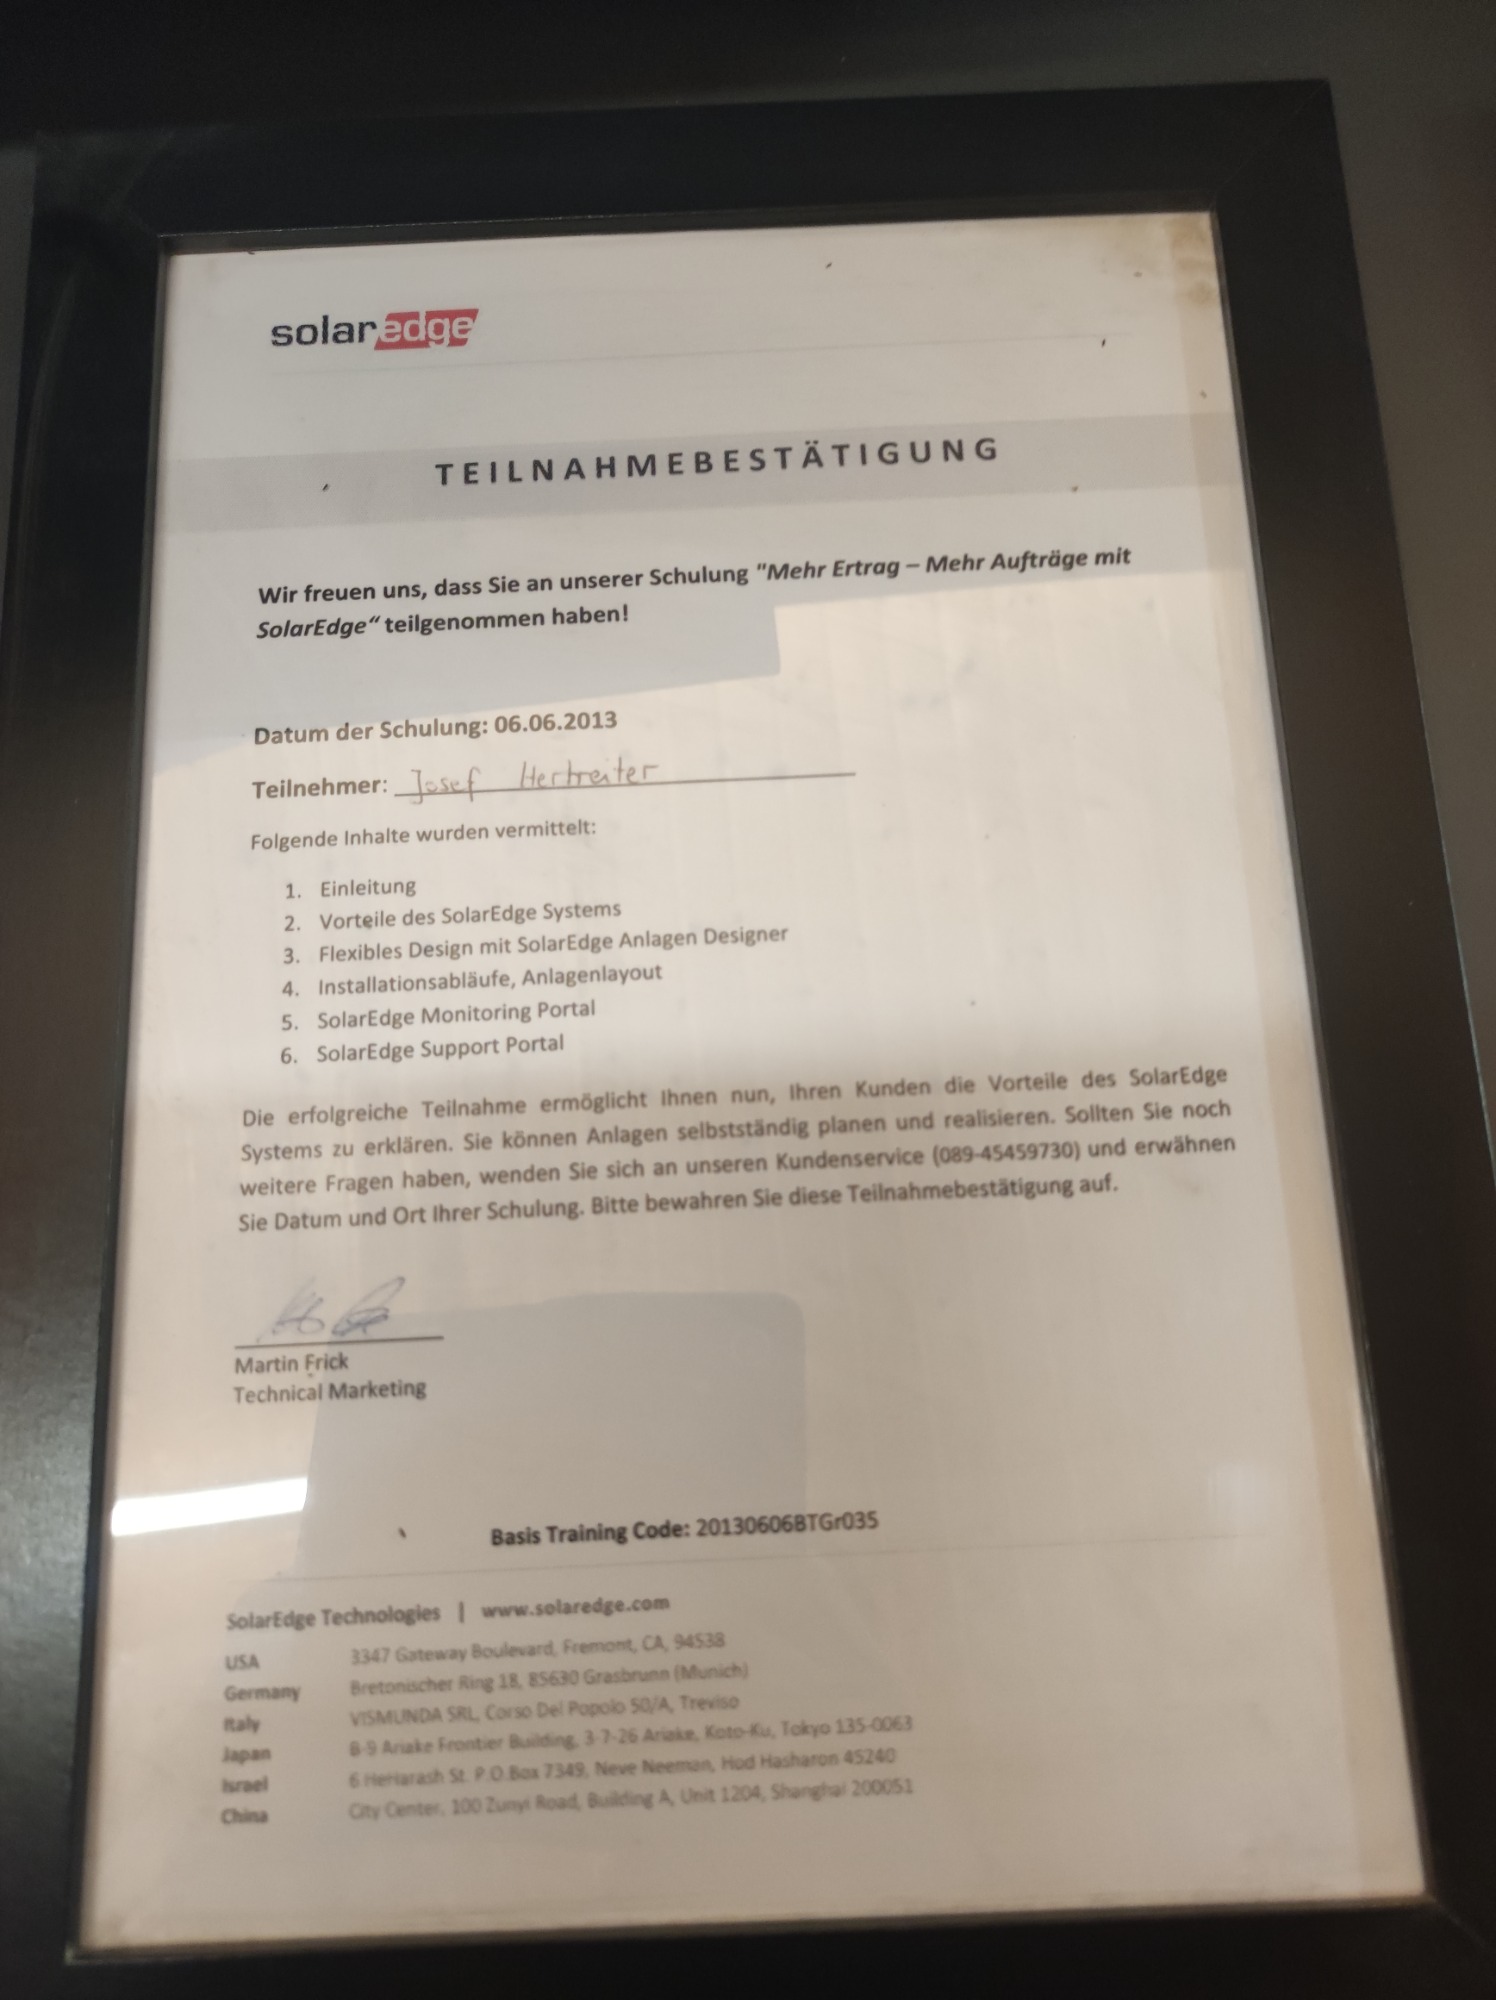 solaredge
TEILNAHMEBESTÄTIGUNG
Wir freuen uns, dass Sie an unserer Schulung "Mehr Ertrag – Mehr Aufträge mit
SolarEdge“ teilgenommen haben!
Datum der Schulung: 06.06.2013
Teilnehmer: Josef Hertreiter
Folgende Inhalte wurden vermittelt:
1. Einleitung
2. Vorteile des SolarEdge Systems
3. Flexibles Design mit SolarEdge Anlagen Designer
4. Installationsabläufe, Anlagenlayout
5. SolarEdge Monitoring Portal
6. SolarEdge Support Portal
Die erfolgreiche Teilnahme ermöglicht Ihnen nun, Ihren Kunden die Vorteile des SolarEdge
Systems zu erklären. Sie können Anlagen selbstständig planen und realisieren. Sollten Sie noch
weitere Fragen haben, wenden Sie sich an unseren Kundenservice (089-45459730) und erwähnen
Sie Datum und Ort Ihrer Schulung. Bitte bewahren Sie diese Teilnahmebestätigung auf.
Martin Frick
Technical Marketing
Basis Training Code: 20130606BTGr035
SolarEdge Technologies | www.solaredge.com
USA 3347 Gateway Boulevard, Fremont, CA, 94538
Germany Bretonischer Ring 18, 85630 Grasbrunn (Munich)
Italy VISMUNDA SRL, Corso Del Popolo 50/A, Treviso
Japan B-9 Ariake Frontier Building, 3-7-26 Ariake, Koto-Ku, Tokyo 135-0063
Israel 6 HeHarash St. P.O.Box 7349, Neve Neeman, Hod Hasharon 45240
China City Center, 100 Zunyi Road, Building A, Unit 1204, Shanghai 200051